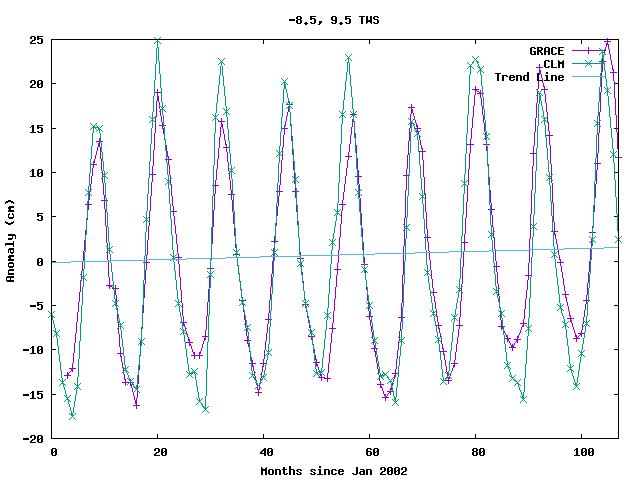 -8.5, 9.5 TWS
GRACE
CLM
Trend Line
25
20
15
10
5
0
-5
-10
-15
-20
Anomaly (cm)
0 20 40 60 80 100
Months since Jan 2002